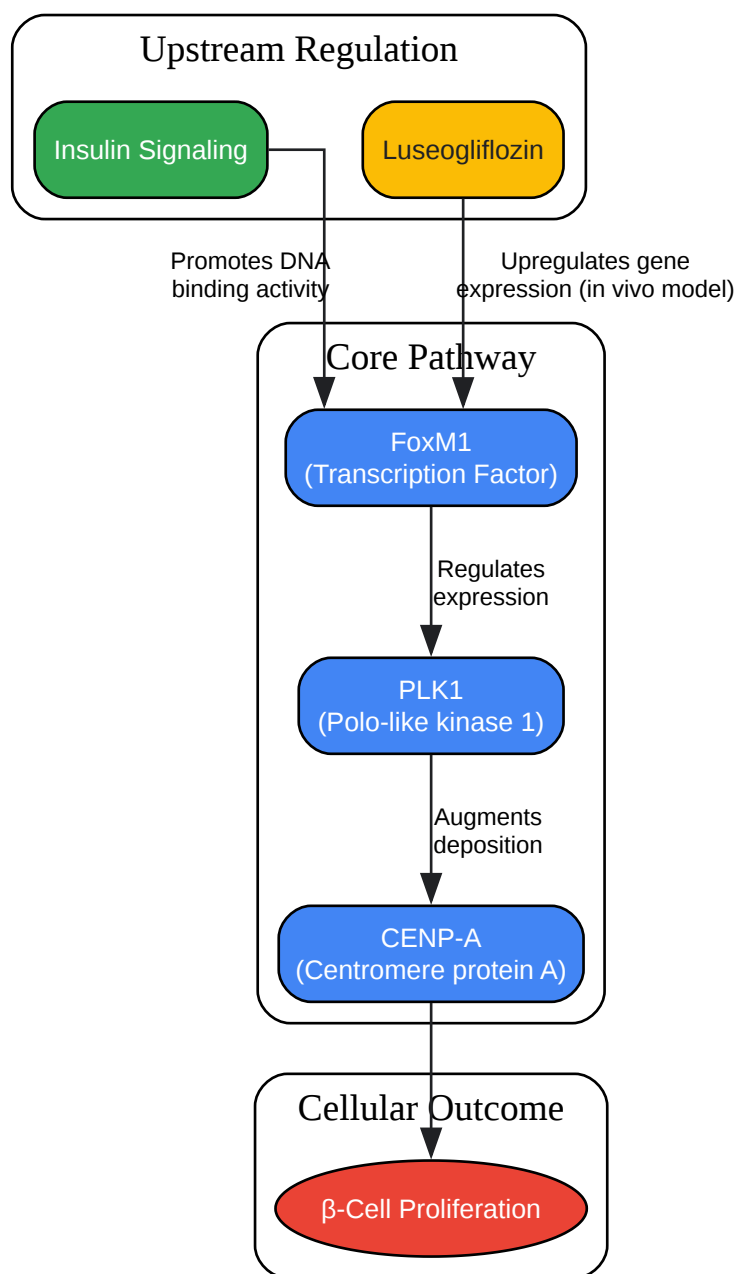 Upstream Regulation
Insulin Signaling
Luseogliflozin
Promotes DNA
binding activity
Upregulates gene
expression (in vivo model)
Core Pathway
FoxM1
(Transcription Factor)
Regulates
expression
PLK1
(Polo-like kinase 1)
Augments
deposition
CENP-A
(Centromere protein A)
Cellular Outcome
β-Cell Proliferation